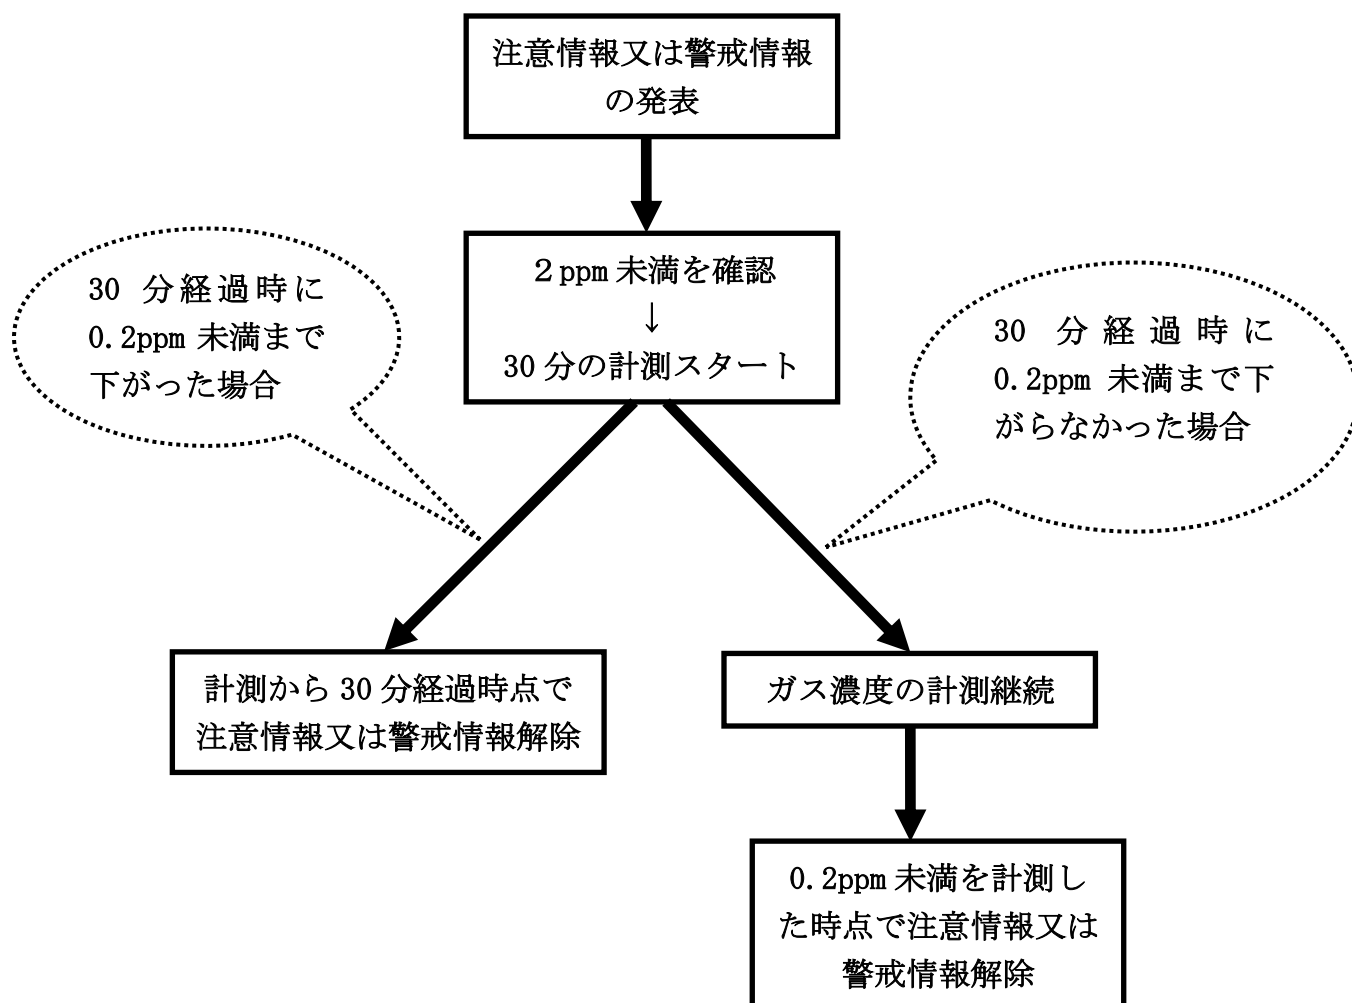 注意情報又は警戒情報
の発表
２ppm 未満を確認
↓
30 分の計測スタート
30 分経過時に
0.2ppm 未満まで
下がった場合
30 分経過時に
0.2ppm 未満まで下
がらなかった場合
計測から 30 分経過時点で
注意情報又は警戒情報解除
ガス濃度の計測継続
0.2ppm 未満を計測し
た時点で注意情報又は
警戒情報解除